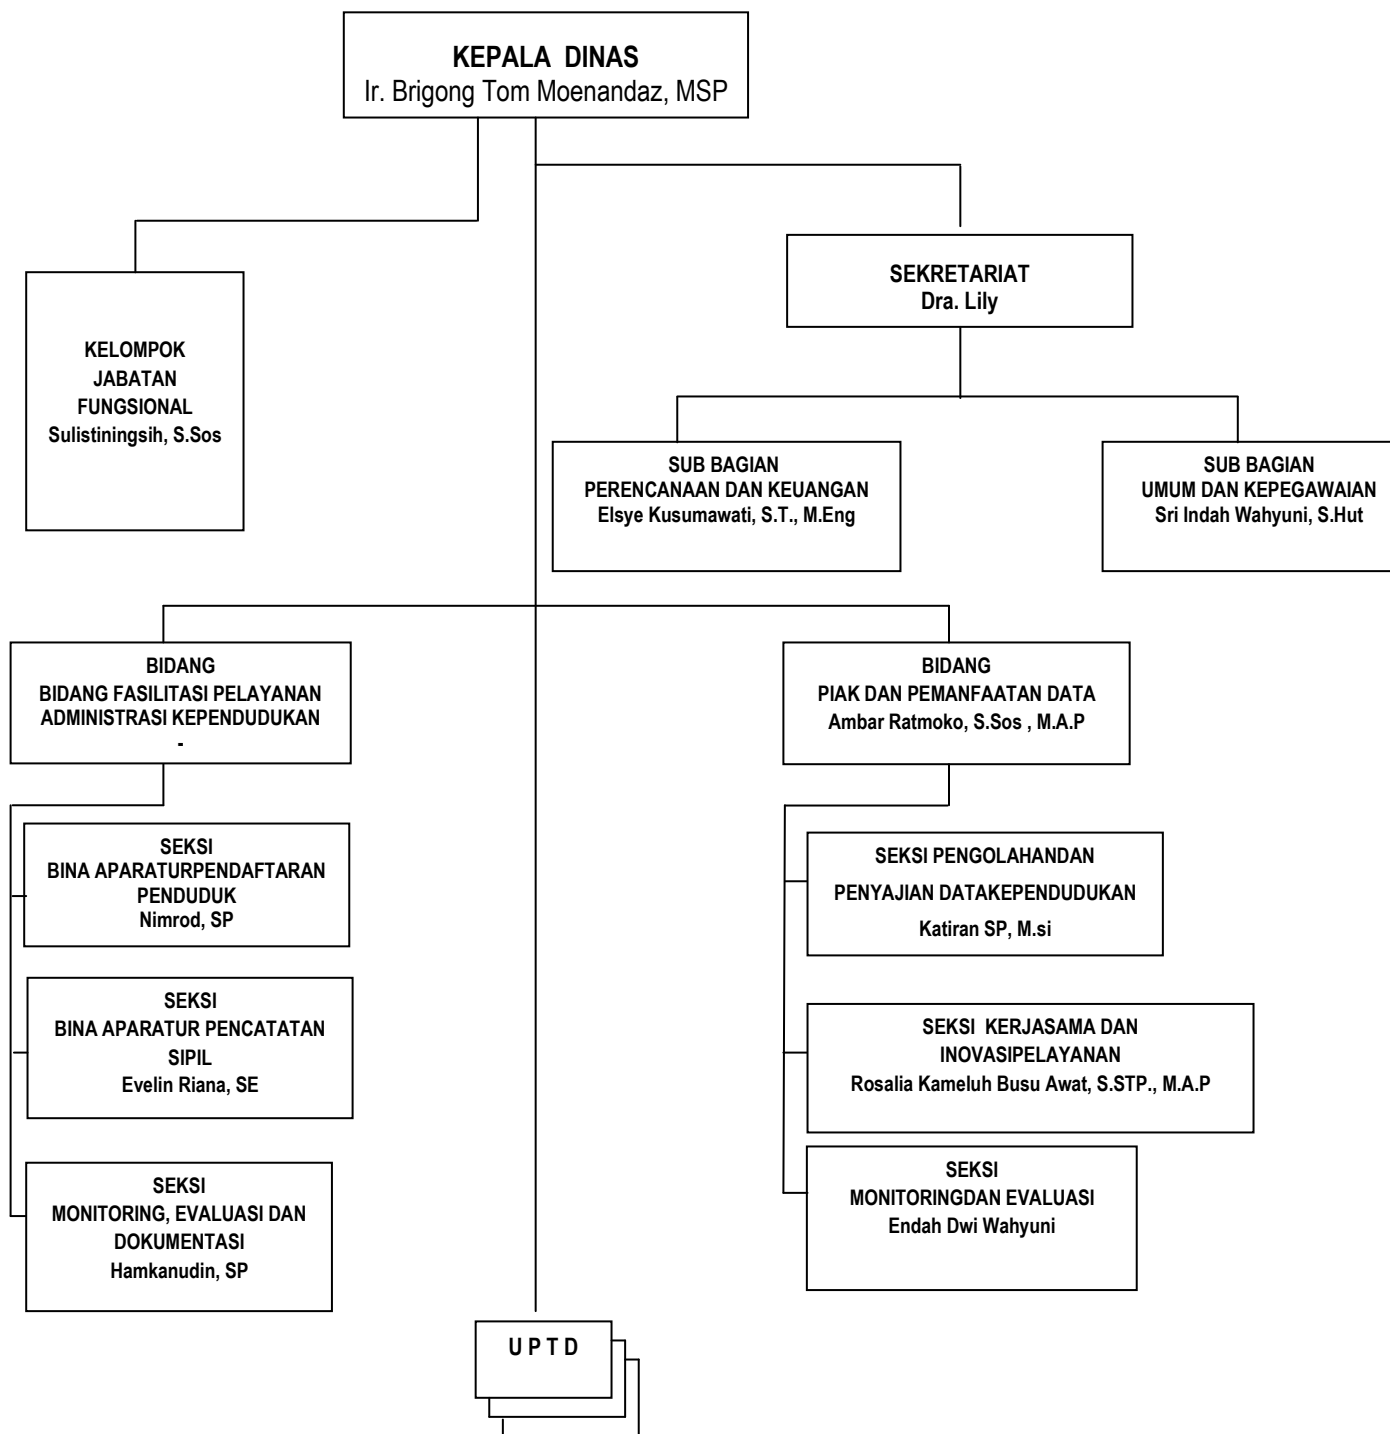 KEPALA DINAS
Ir. Brigong Tom Moenandaz, MSP
SEKRETARIAT
Dra. Lily
KELOMPOK
JABATAN
FUNGSIONAL
Sulistiningsih, S.Sos
SUB BAGIAN
PERENCANAAN DAN KEUANGAN
Elsye Kusumawati, S.T., M.Eng
SUB BAGIAN
UMUM DAN KEPEGAWAIAN
Sri Indah Wahyuni, S.Hut
BIDANG
BIDANG FASILITASI PELAYANAN
ADMINISTRASI KEPENDUDUKAN
-
BIDANG
PIAK DAN PEMANFAATAN DATA
Ambar Ratmoko, S.Sos , M.A.P
SEKSI
BINA APARATURPENDAFTARAN
PENDUDUK
Nimrod, SP
SEKSI
BINA APARATUR PENCATATAN
SIPIL
Evelin Riana, SE
SEKSI
MONITORING, EVALUASI DAN
DOKUMENTASI
Hamkanudin, SP
SEKSI PENGOLAHANDAN
PENYAJIAN DATAKEPENDUDUKAN
Katiran SP, M.si
SEKSI  KERJASAMA DAN
INOVASIPELAYANAN
Rosalia Kameluh Busu Awat, S.STP., M.A.P
SEKSI
MONITORINGDAN EVALUASI
Endah Dwi Wahyuni
U P T D